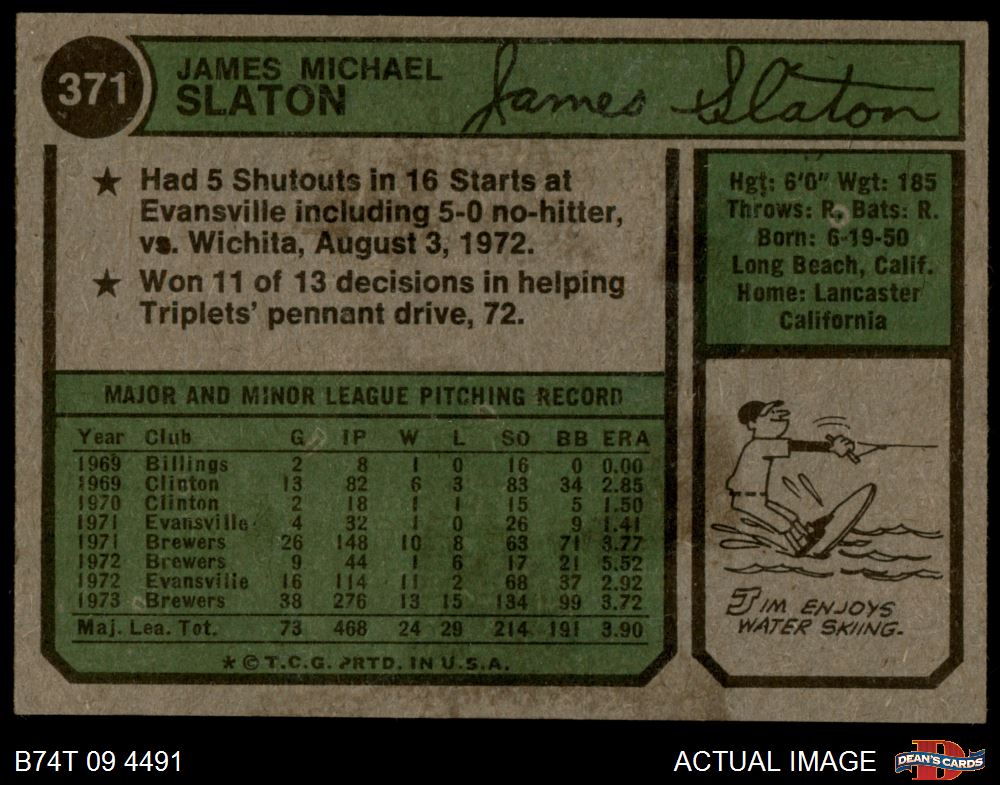 371
JAMES MICHAEL
SLATON
James Slaton
★ Had 5 Shutouts in 16 Starts at
Evansville including 5-0 no-hitter,
vs. Wichita, August 3, 1972.
★ Won 11 of 13 decisions in helping
Triplets' pennant drive, 72.
Hgt: 6'0" Wgt: 185
Throws: R. Bats: R.
Born: 6-19-50
Long Beach, Calif.
Home: Lancaster
California
MAJOR AND MINOR LEAGUE PITCHING RECORD
Year Club G IP W L SO BB ERA
1969 Billings 2 8 1 0 16 0 0.00
1969 Clinton 13 82 6 3 83 34 2.85
1970 Clinton 2 18 1 1 15 5 1.50
1971 Evansville 4 32 1 0 26 9 1.41
1971 Brewers 26 148 10 8 63 71 3.77
1972 Brewers 9 44 1 6 17 21 5.52
1972 Evansville 16 114 11 2 68 37 2.92
1973 Brewers 38 276 13 15 134 99 3.72
Maj. Lea. Tot. 73 468 24 29 214 191 3.90
★ © T.C.G. PRTD. IN U.S.A.
JIM ENJOYS
WATER SKIING.
B74T 09 4491
ACTUAL IMAGE
DEAN'S CARDS